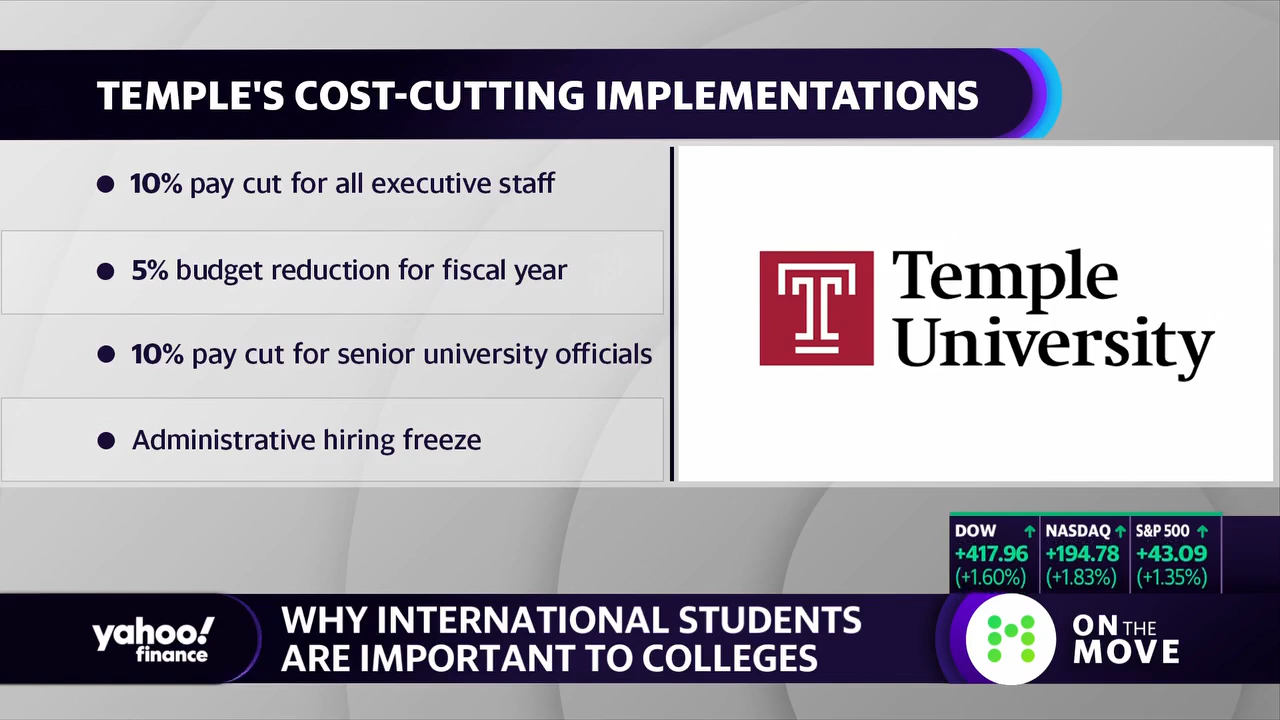 TEMPLE'S COST-CUTTING IMPLEMENTATIONS
● 10% pay cut for all executive staff
● 5% budget reduction for fiscal year
● 10% pay cut for senior university officials
● Administrative hiring freeze
T Temple
University
DOW ↑ NASDAQ ↑ S&P 500 ↑
+417.96 +194.78 +43.09
(+1.60%) (+1.83%) (+1.35%)
yahoo!
finance
WHY INTERNATIONAL STUDENTS
ARE IMPORTANT TO COLLEGES
ON THE
MOVE